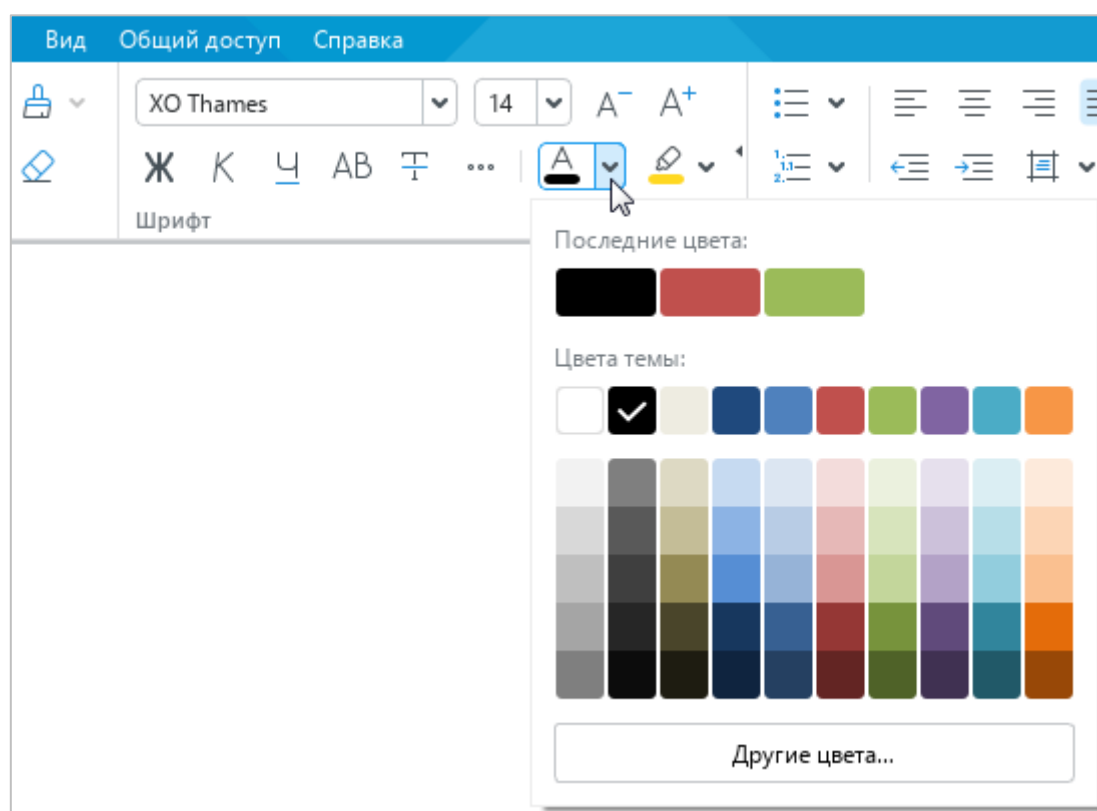 Вид Общий доступ Справка
XO Thames 14 A⁻ A⁺
Ж К Ч АВ Т A
Шрифт
Последние цвета:
Цвета темы:
Другие цвета...